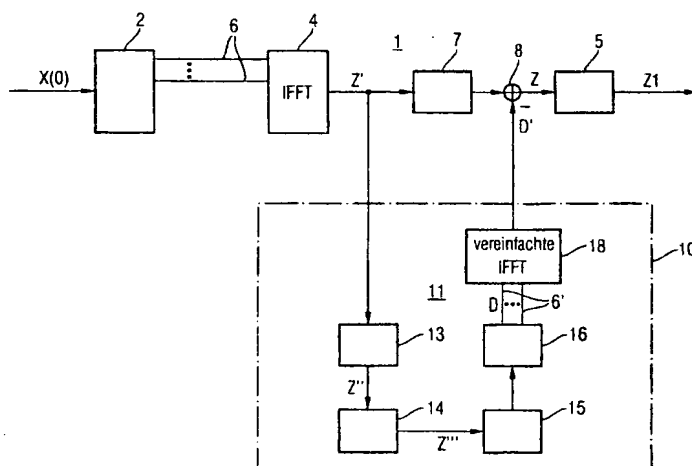 2
6
4
1
7
8
5
X(0)
IFFT
Z'
Z
Z1
–
D'
vereinfachte
IFFT
18
10
11
D
6'
13
16
Z''
14
Z'''
15